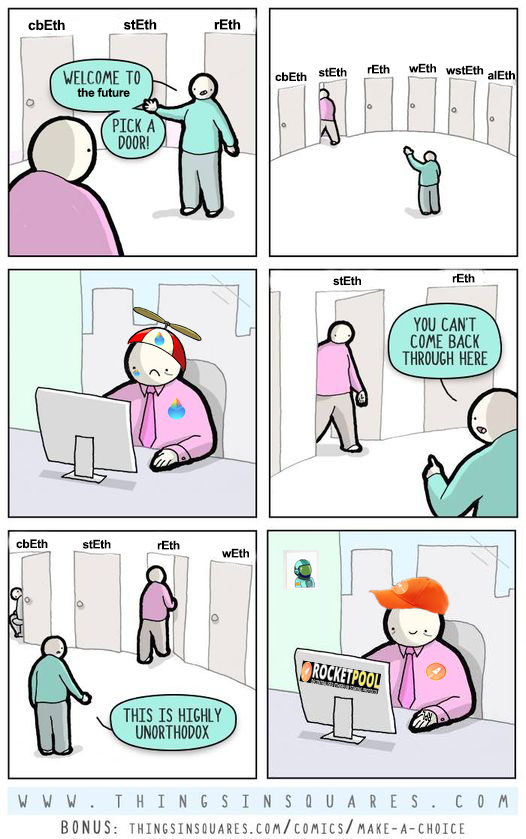 cbEth stEth rEth
WELCOME TO
the future
PICK A
DOOR!
cbEth stEth rEth wEth wstEth alEth
stEth rEth
YOU CAN'T
COME BACK
THROUGH HERE
cbEth stEth rEth wEth
THIS IS HIGHLY
UNORTHODOX
ROCKETPOOL
WWW.THINGSINSQUARES.COM
BONUS: THINGSINSQUARES.COM/COMICS/MAKE-A-CHOICE